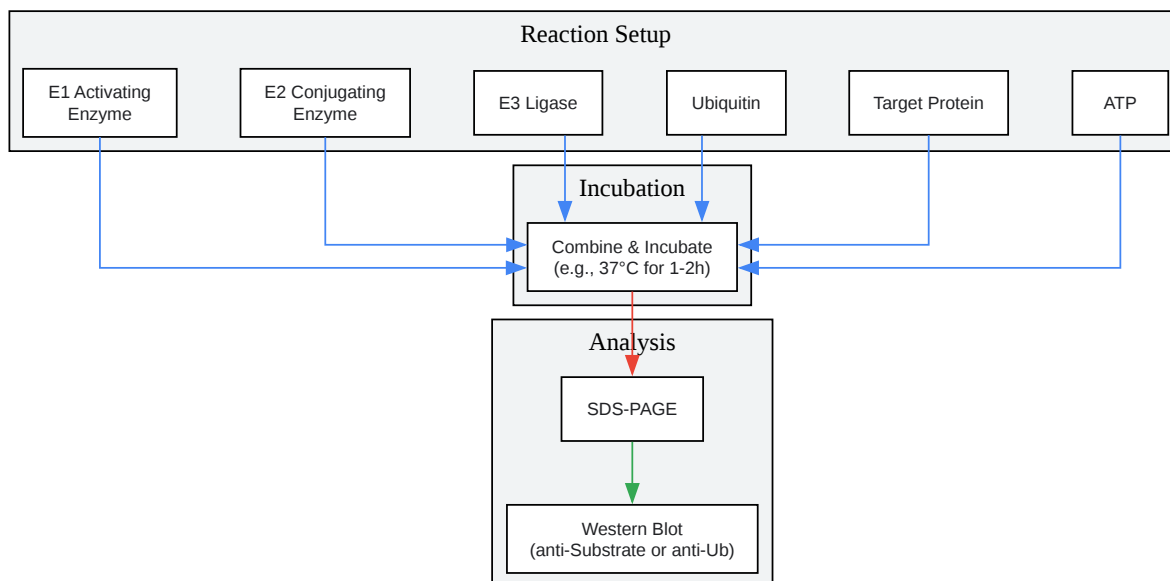 Reaction Setup
E1 Activating
Enzyme
E2 Conjugating
Enzyme
E3 Ligase
Ubiquitin
Target Protein
ATP
Incubation
Combine & Incubate
(e.g., 37°C for 1-2h)
Analysis
SDS-PAGE
Western Blot
(anti-Substrate or anti-Ub)